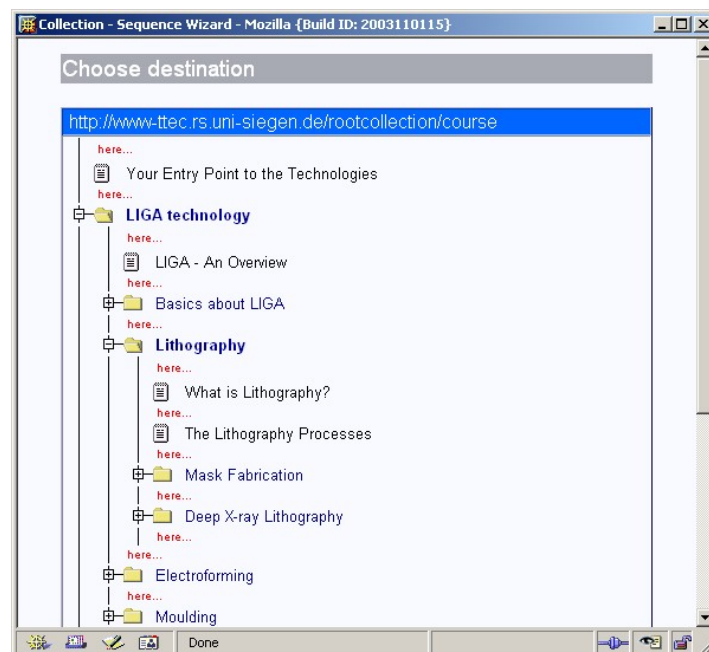 Collection - Sequence Wizard - Mozilla {Build ID: 2003110115}
Choose destination
http://www-ttec.rs.uni-siegen.de/rootcollection/course
here...
Your Entry Point to the Technologies
here...
LIGA technology
here...
LIGA - An Overview
here...
Basics about LIGA
here...
Lithography
here...
What is Lithography?
here...
The Lithography Processes
here...
Mask Fabrication
here...
Deep X-ray Lithography
here...
here...
Electroforming
here...
Moulding
Done